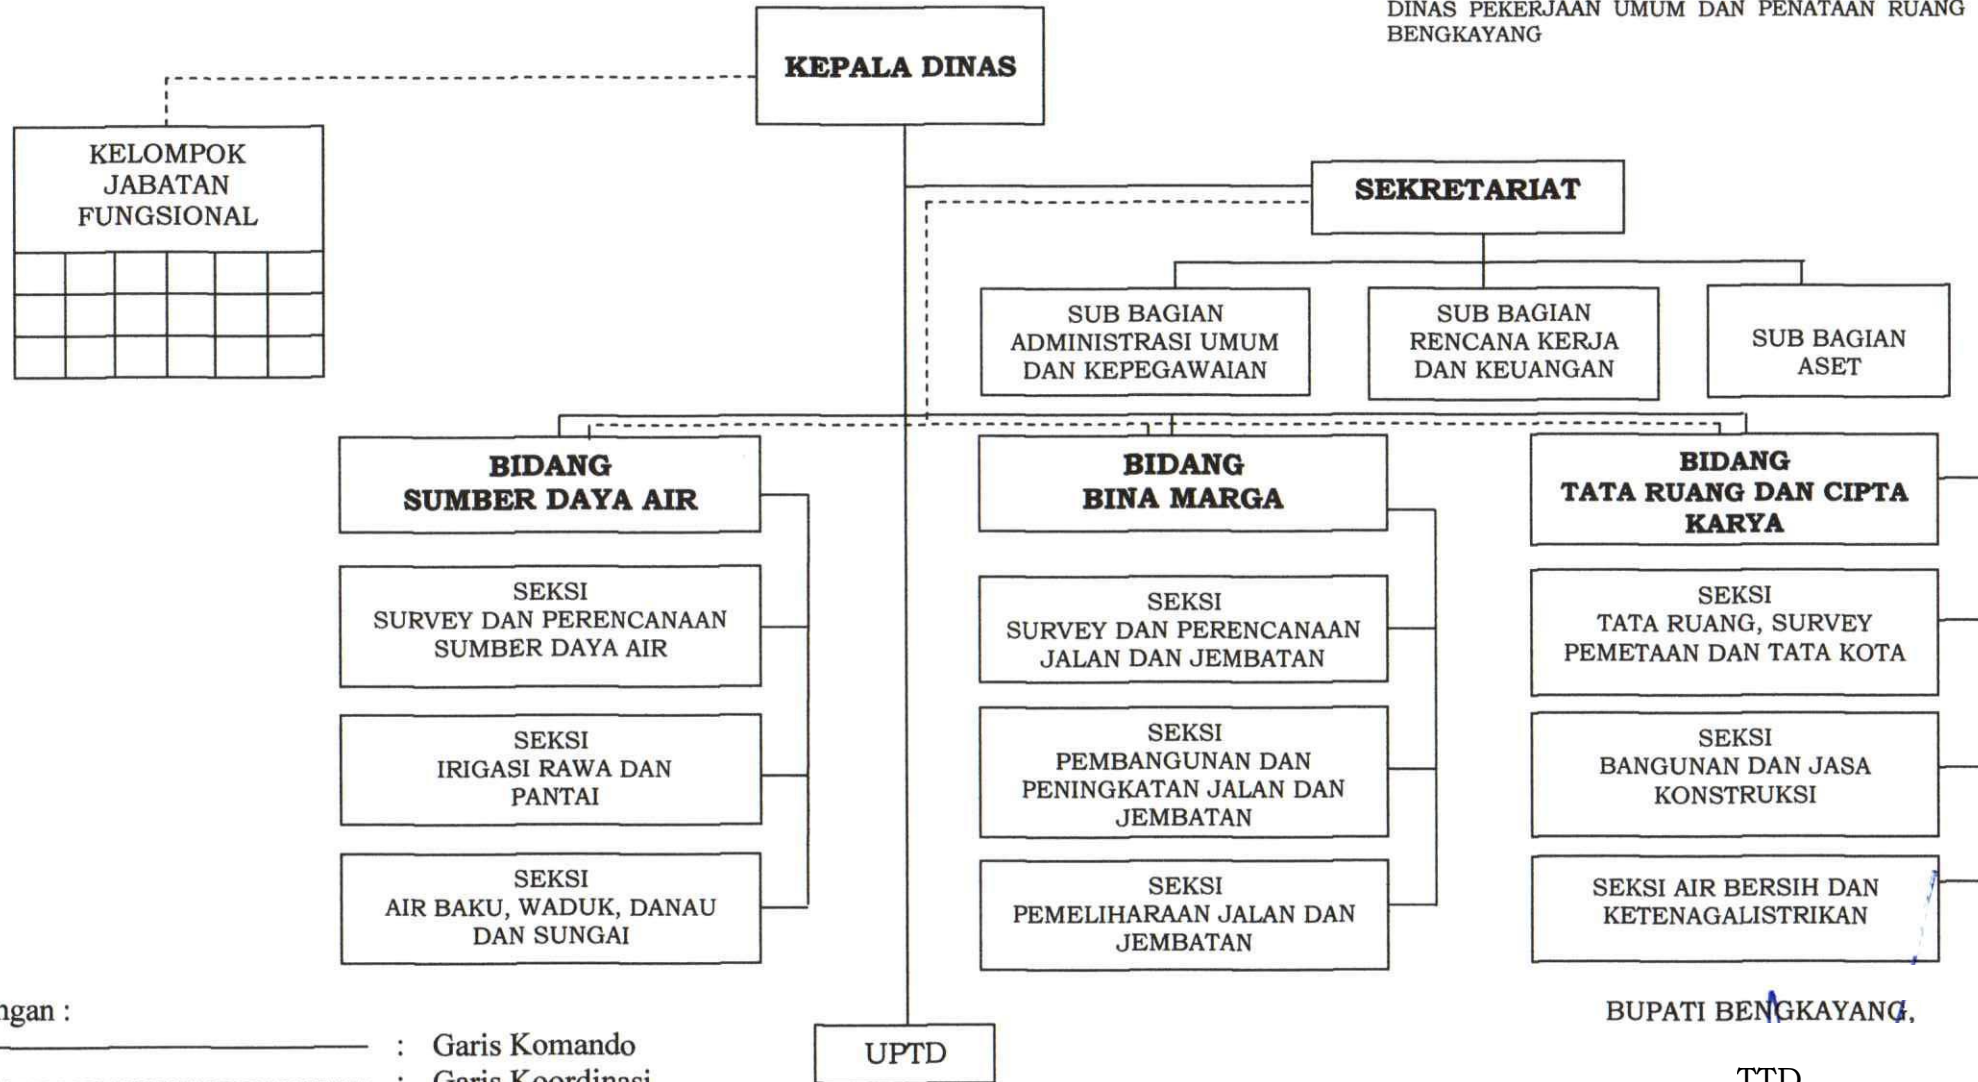 DINAS PEKERJAAN UMUM DAN PENATAAN RUANG
BENGKAYANG
KEPALA DINAS
KELOMPOK
JABATAN
FUNGSIONAL
SEKRETARIAT
SUB BAGIAN
ADMINISTRASI UMUM
DAN KEPEGAWAIAN
SUB BAGIAN
RENCANA KERJA
DAN KEUANGAN
SUB BAGIAN
ASET
BIDANG
SUMBER DAYA AIR
SEKSI
SURVEY DAN PERENCANAAN
SUMBER DAYA AIR
SEKSI
IRIGASI RAWA DAN
PANTAI
SEKSI
AIR BAKU, WADUK, DANAU
DAN SUNGAI
BIDANG
BINA MARGA
SEKSI
SURVEY DAN PERENCANAAN
JALAN DAN JEMBATAN
SEKSI
PEMBANGUNAN DAN
PENINGKATAN JALAN DAN
JEMBATAN
SEKSI
PEMELIHARAAN JALAN DAN
JEMBATAN
BIDANG
TATA RUANG DAN CIPTA
KARYA
SEKSI
TATA RUANG, SURVEY
PEMETAAN DAN TATA KOTA
SEKSI
BANGUNAN DAN JASA
KONSTRUKSI
SEKSI AIR BERSIH DAN
KETENAGALISTRIKAN
UPTD
ngan :
: Garis Komando
: Garis Koordinasi
BUPATI BENGKAYANG,
TTD